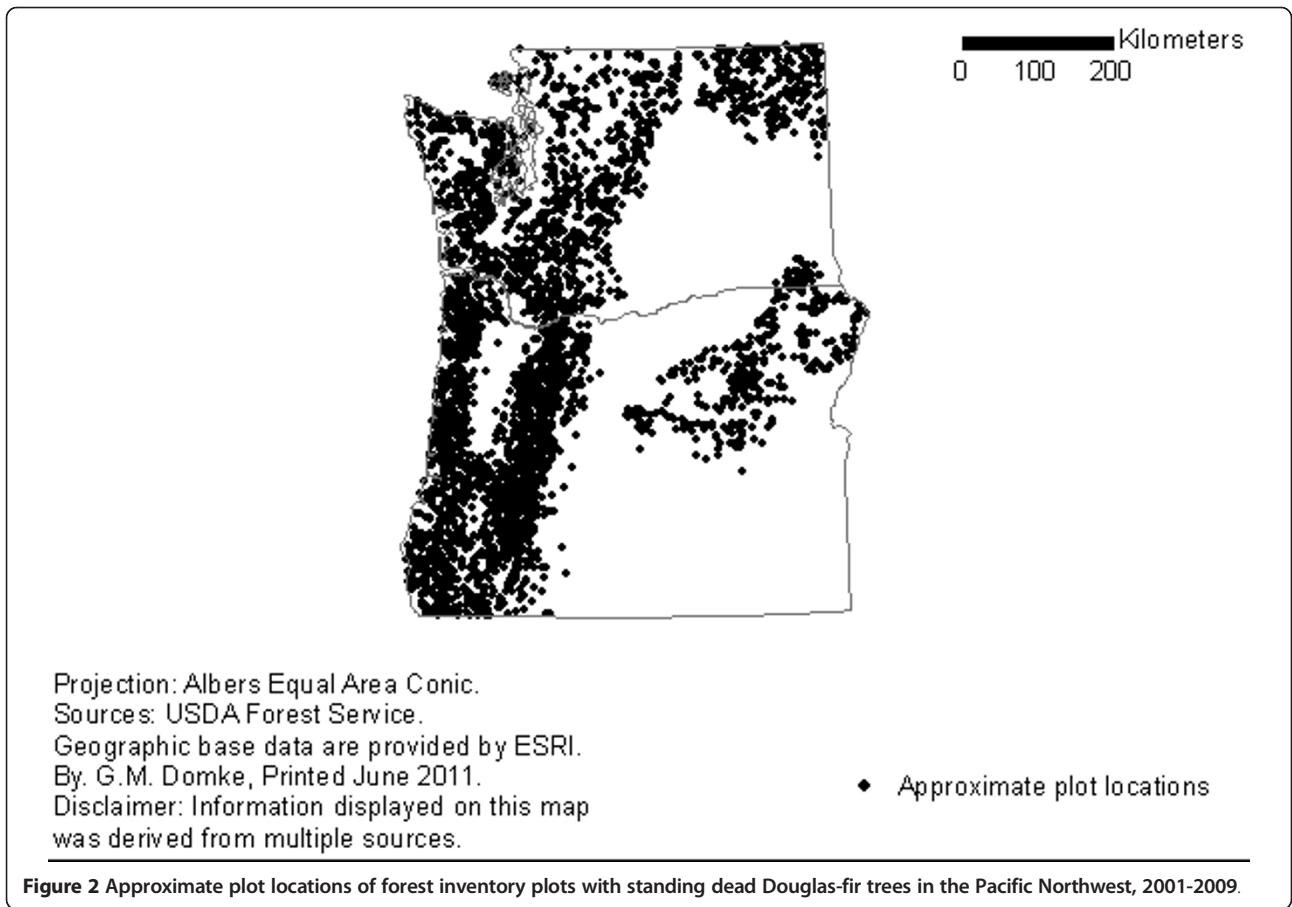 Kilometers
0 100 200
Projection: Albers Equal Area Conic.
Sources: USDA Forest Service.
Geographic base data are provided by ESRI.
By. G.M. Domke, Printed June 2011.
Disclaimer: Information displayed on this map
was derived from multiple sources.
Approximate plot locations
Figure 2 Approximate plot locations of forest inventory plots with standing dead Douglas-fir trees in the Pacific Northwest, 2001-2009.